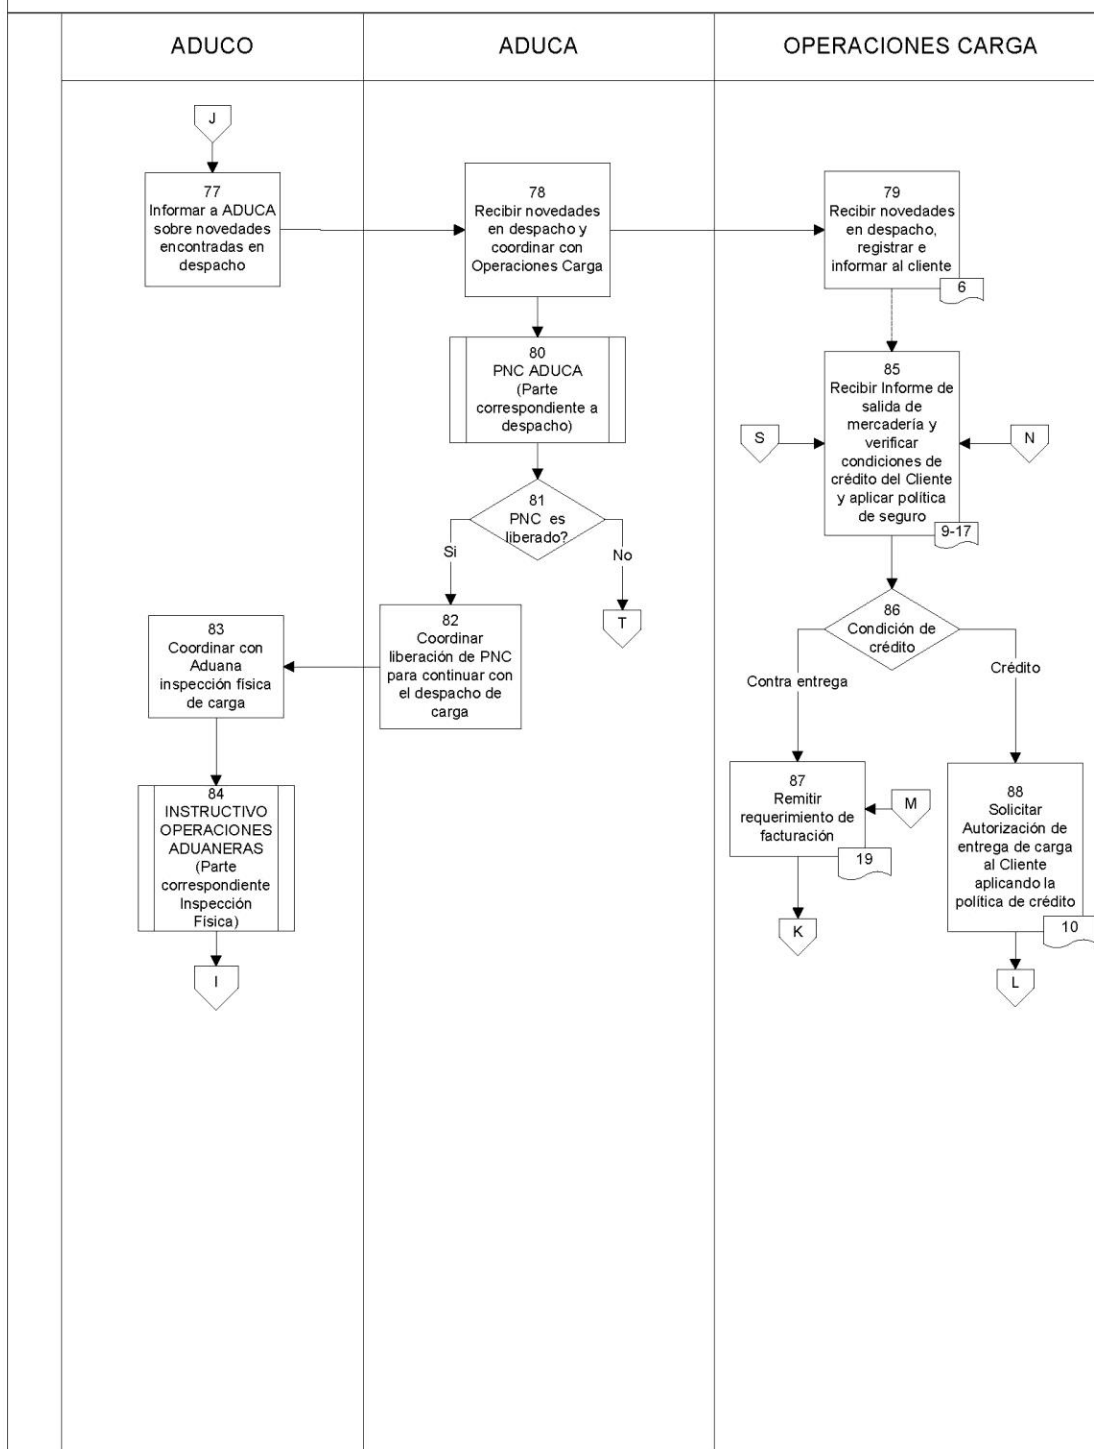 ADUCO
ADUCA
OPERACIONES CARGA
J
77
Informar a ADUCA
sobre novedades
encontradas en
despacho
78
Recibir novedades
en despacho y
coordinar con
Operaciones Carga
79
Recibir novedades
en despacho,
registrar e
informar al cliente
6
80
PNC ADUCA
(Parte
correspondiente a
despacho)
85
Recibir Informe de
salida de
mercadería y
verificar
condiciones de
crédito del Cliente
y aplicar política
de seguro
9-17
S
N
81
PNC es
liberado?
Si
No
T
82
Coordinar
liberación de PNC
para continuar con
el despacho de
carga
83
Coordinar con
Aduana
inspección física
de carga
86
Condición de
crédito
Contra entrega
Crédito
84
INSTRUCTIVO
OPERACIONES
ADUANERAS
(Parte
correspondiente
Inspección
Física)
I
87
Remitir
requerimiento de
facturación
19
M
K
88
Solicitar
Autorización de
entrega de carga
al Cliente
aplicando la
política de crédito
10
L